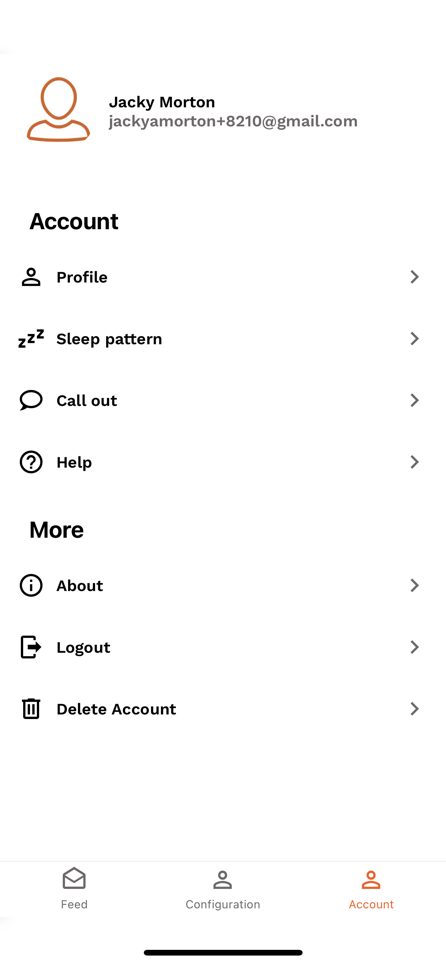 Jacky Morton
jackyamorton+8210@gmail.com
Account
Profile
zzz Sleep pattern
Call out
Help
More
About
Logout
Delete Account
Feed Configuration Account